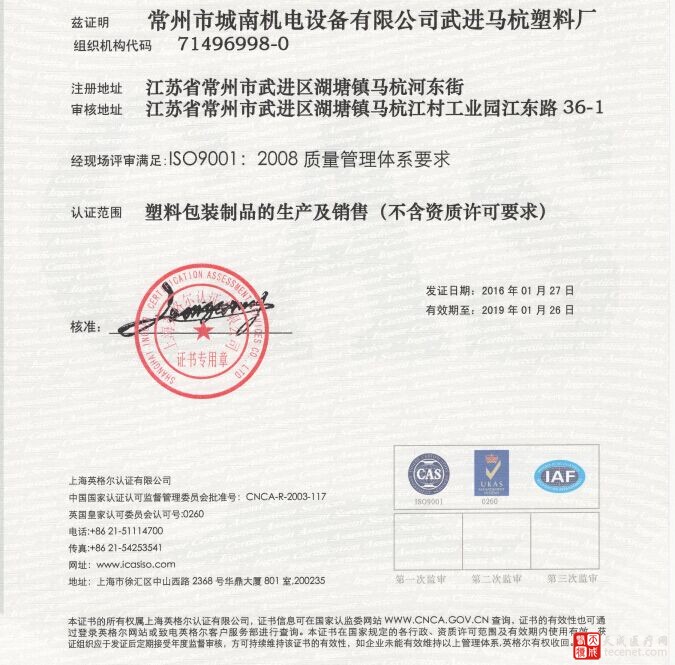 兹证明 常州市城南机电设备有限公司武进马杭塑料厂
组织机构代码 71496998-0
注册地址 江苏省常州市武进区湖塘镇马杭河东街
审核地址 江苏省常州市武进区湖塘镇马杭江村工业园江东路 36-1
经现场评审满足:ISO9001：2008 质量管理体系要求
认证范围 塑料包装制品的生产及销售（不含资质许可要求）
发证日期：2016 年 01 月 27 日
有效期至：2019 年 01 月 26 日
核准：
证书专用章
上海英格尔认证有限公司
中国国家认证认可监督管理委员会批准号：CNCA-R-2003-117
英国皇家认可委员会认可号:0260
电话:+86 21-51114700
传真:+86 21-54253541
网址：www.icasiso.com
地址：上海市徐汇区中山西路 2368 号华鼎大厦 801 室,200235
CAS
ISO9001
UKAS
MANAGEMENT
SYSTEMS
0260
IAF
第一次监审 第二次监审 第三次监审
本证书的所有权属上海英格尔认证有限公司，证书信息可在国家认监委网站 WWW.CNCA.GOV.CN 查询，证书的有效性也可通
过登录英格尔网站或致电英格尔客户服务部进行查询。本证书在国家规定的各行政、资质许可范围及有效期内使用有效。获
证组织应于发证后定期接受年度监督审核，方可持续维持该证书的有效性，如企业未能有效维持以上管理体系,英格尔有权收回。
天成医疗网
tecenet.com